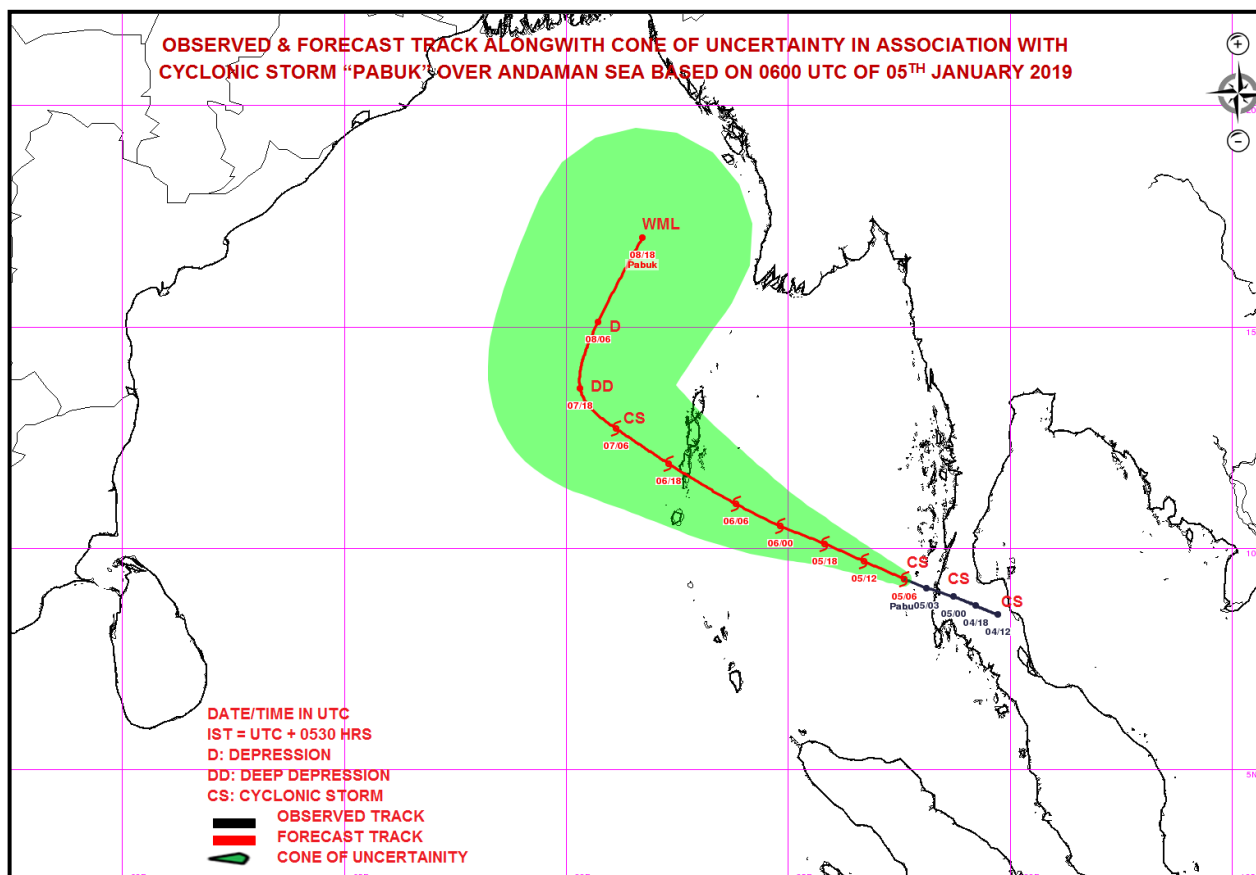 OBSERVED & FORECAST TRACK ALONGWITH CONE OF UNCERTAINTY IN ASSOCIATION WITH
CYCLONIC STORM “PABUK” OVER ANDAMAN SEA BASED ON 0600 UTC OF 05TH JANUARY 2019
WML
08/18
Pabuk
D
08/06
DD
07/18
CS
07/06
06/18
06/06
06/00
05/18
05/12
CS
05/06
Pabu
05/03
CS
05/00
04/18
CS
04/12
15
10
5N
DATE/TIME IN UTC
IST = UTC + 0530 HRS
D: DEPRESSION
DD: DEEP DEPRESSION
CS: CYCLONIC STORM
OBSERVED TRACK
FORECAST TRACK
CONE OF UNCERTAINITY